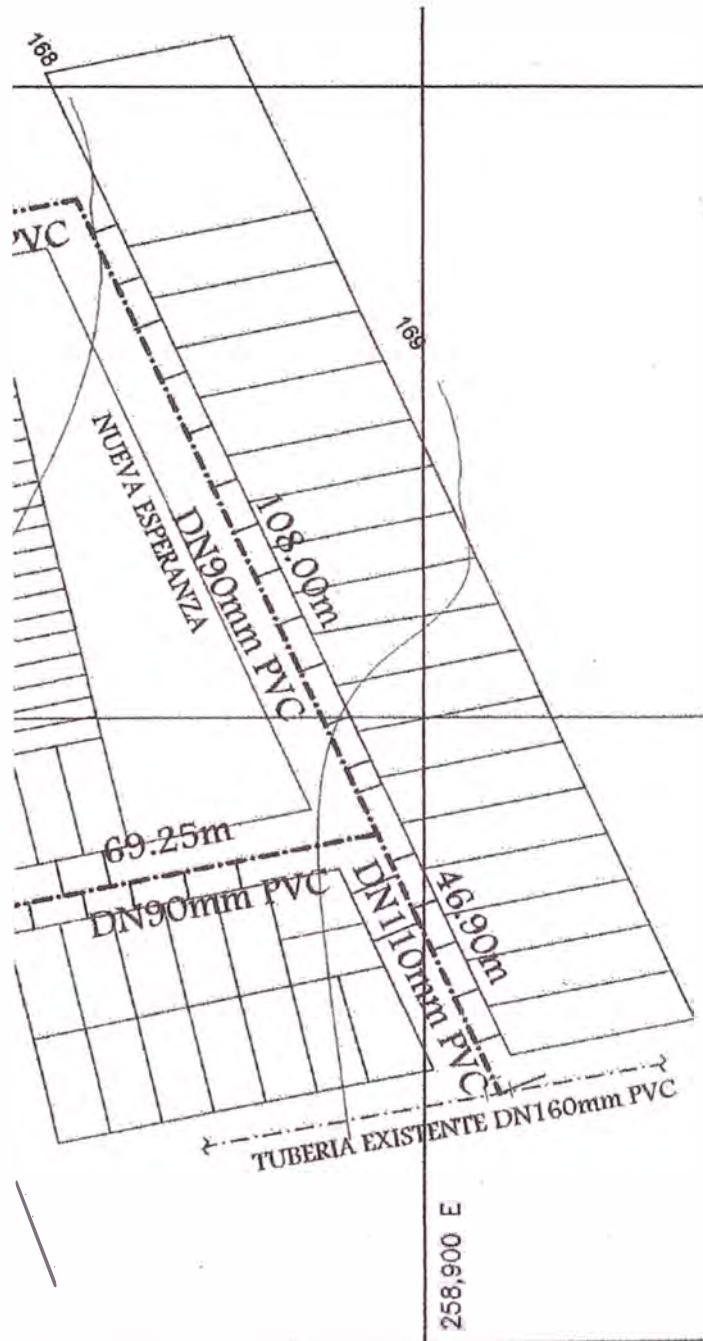 168
PVC
169
NUEVA ESPERANZA
108.00m
DN90mm PVC
69.25m
DN90mm PVC
46.90m
DN110mm PVC
TUBERIA EXISTENTE DN160mm PVC
258,900 E